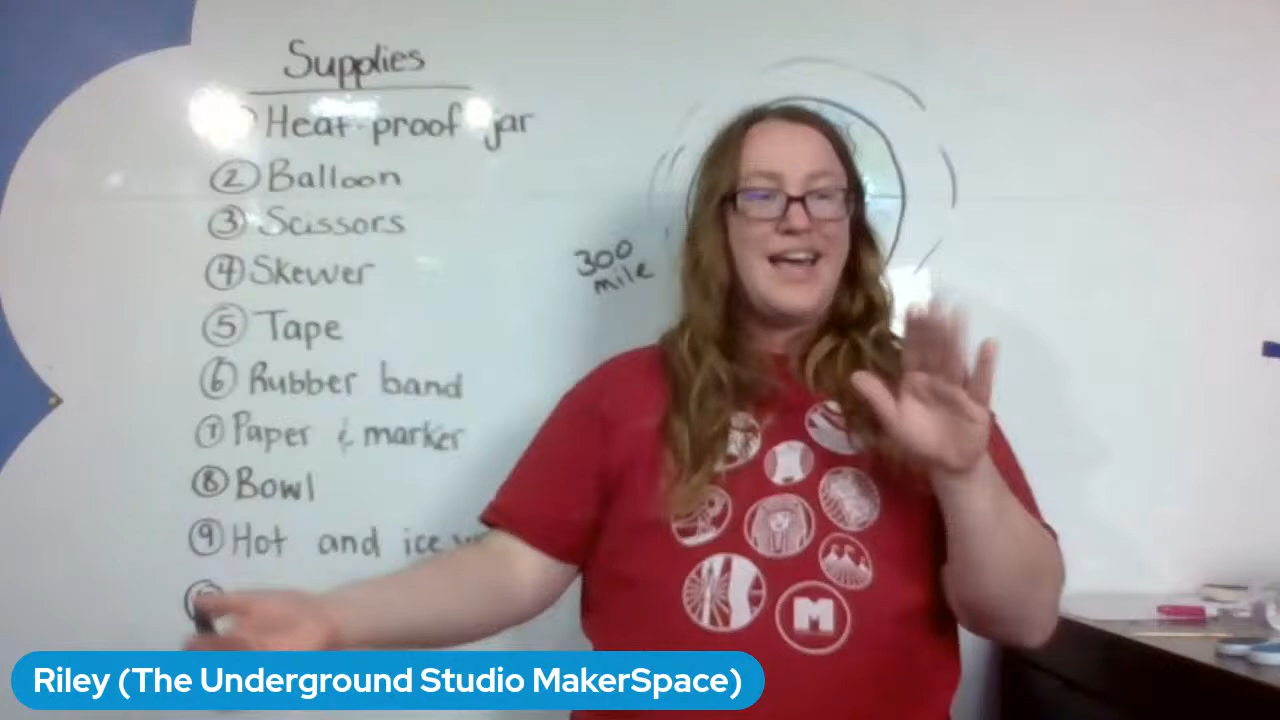 Supplies
Heat-proof jar
② Balloon
③ Scissors
④ Skewer
⑤ Tape
⑥ Rubber band
⑦ Paper & marker
⑧ Bowl
⑨ Hot and ice
300
mile
M
Riley (The Underground Studio MakerSpace)